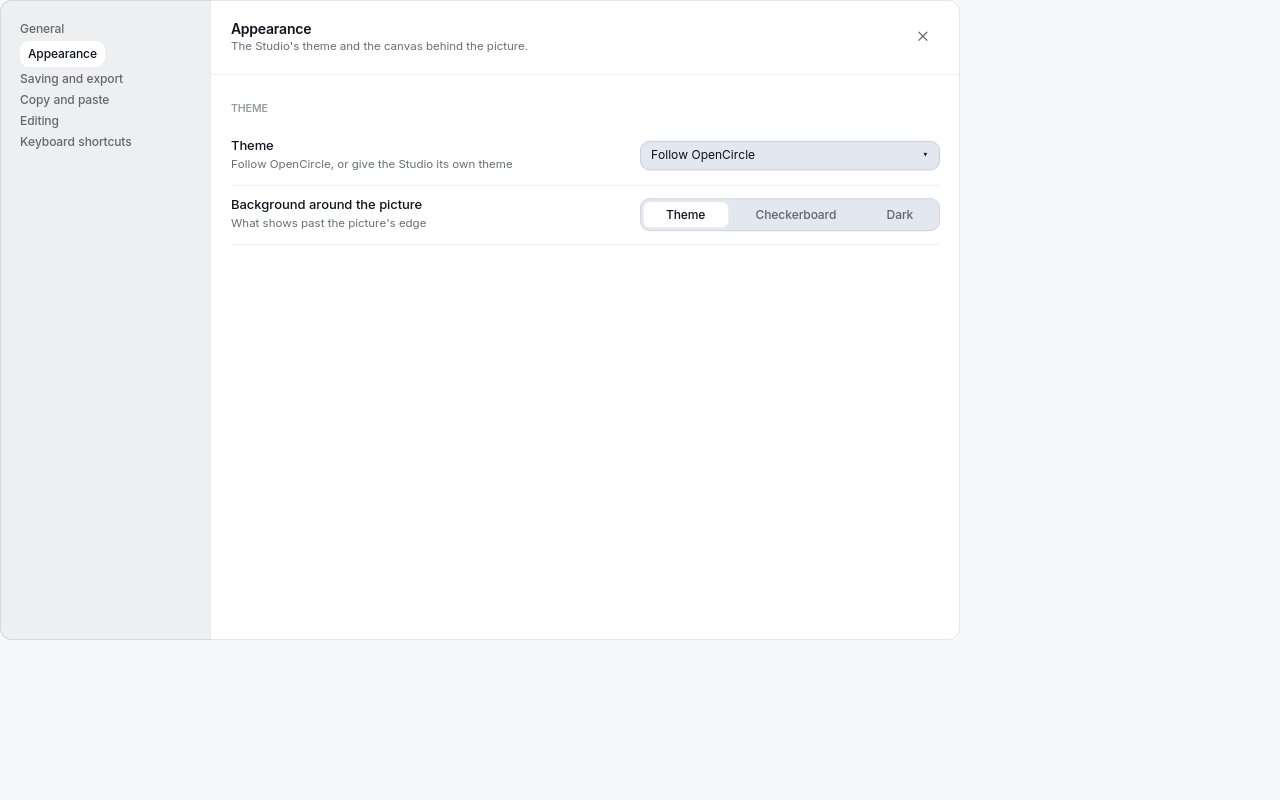 General
Appearance
Saving and export
Copy and paste
Editing
Keyboard shortcuts
Appearance
The Studio's theme and the canvas behind the picture.
THEME
Theme
Follow OpenCircle, or give the Studio its own theme
Follow OpenCircle
Background around the picture
What shows past the picture's edge
Theme Checkerboard Dark